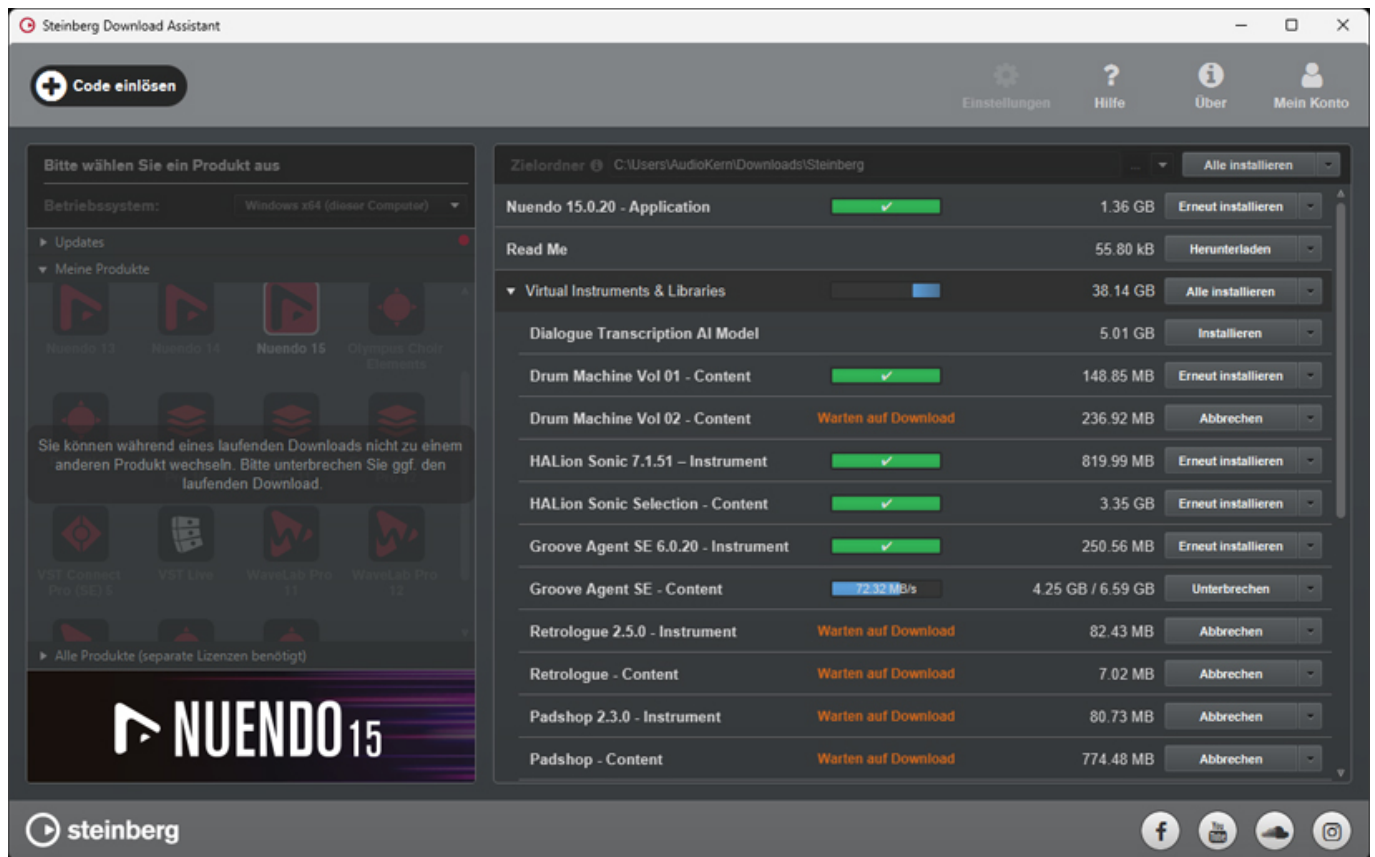 Steinberg Download Assistant
Code einlösen
Einstellungen
Hilfe
Über
Mein Konto
Bitte wählen Sie ein Produkt aus
Betriebssystem:
Windows x64 (dieser Computer)
Updates
Meine Produkte
Nuendo 13
Nuendo 14
Nuendo 15
Olympus Choir
Elements
Sie können während eines laufenden Downloads nicht zu einem
anderen Produkt wechseln. Bitte unterbrechen Sie ggf. den
laufenden Download.
VST Connect
Pro (SE) 5
VST Live
WaveLab Pro
11
WaveLab Pro
12
Alle Produkte (separate Lizenzen benötigt)
NUENDO 15
Zielordner C:\Users\AudioKern\Downloads\Steinberg ... Alle installieren
Nuendo 15.0.20 - Application 1.36 GB Erneut installieren
Read Me 55.80 kB Herunterladen
Virtual Instruments & Libraries 38.14 GB Alle installieren
Dialogue Transcription AI Model 5.01 GB Installieren
Drum Machine Vol 01 - Content 148.85 MB Erneut installieren
Drum Machine Vol 02 - Content Warten auf Download 236.92 MB Abbrechen
HALion Sonic 7.1.51 – Instrument 819.99 MB Erneut installieren
HALion Sonic Selection - Content 3.35 GB Erneut installieren
Groove Agent SE 6.0.20 - Instrument 250.56 MB Erneut installieren
Groove Agent SE - Content 72.32 MB/s 4.25 GB / 6.59 GB Unterbrechen
Retrologue 2.5.0 - Instrument Warten auf Download 82.43 MB Abbrechen
Retrologue - Content Warten auf Download 7.02 MB Abbrechen
Padshop 2.3.0 - Instrument Warten auf Download 80.73 MB Abbrechen
Padshop - Content Warten auf Download 774.48 MB Abbrechen
steinberg
You
Tube